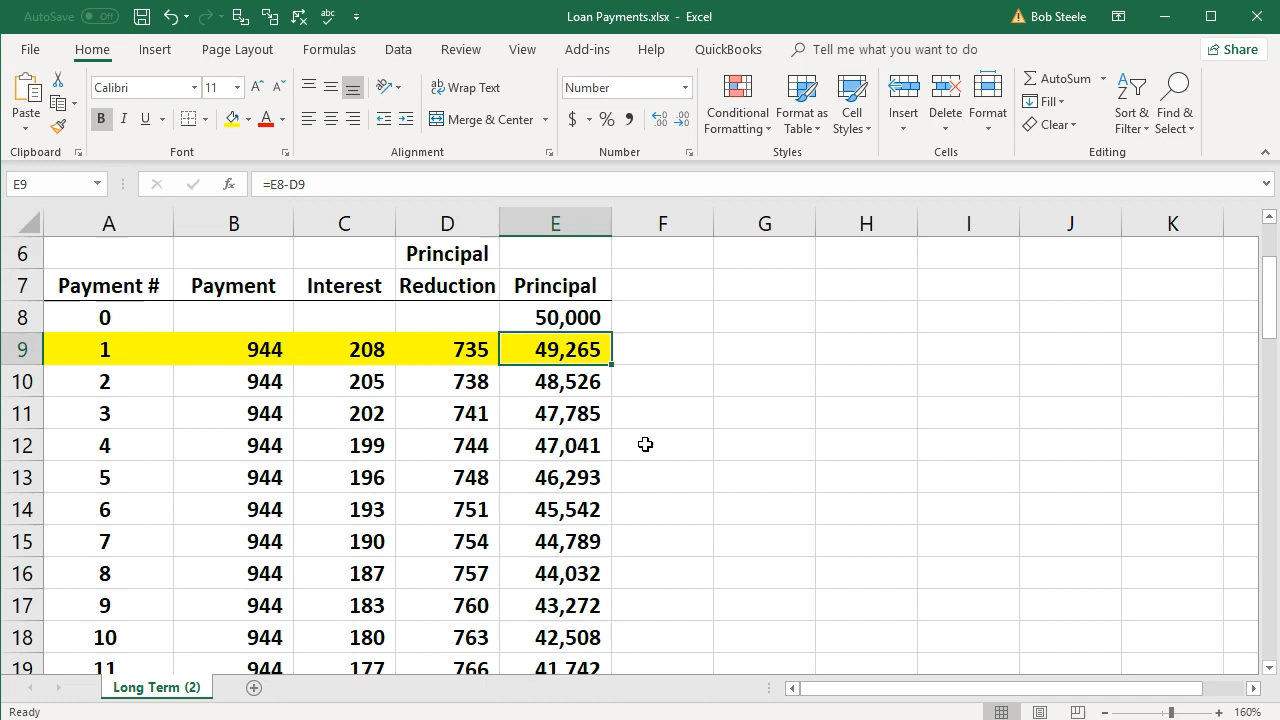 AutoSave Off Loan Payments.xlsx - Excel Bob Steele
File Home Insert Page Layout Formulas Data Review View Add-ins Help QuickBooks Tell me what you want to do Share
Paste Calibri 11 A A Wrap Text Number Conditional Formatting Format as Table Cell Styles Insert Delete Format AutoSum Sort & Filter Find & Select
B I U A Merge & Center $ % , Fill
Clear
Clipboard Font Alignment Number Styles Cells Editing
E9 fx =E8-D9
A B C D E F G H I J K
6 Principal
7 Payment # Payment Interest Reduction Principal
8 0 50,000
9 1 944 208 735 49,265
10 2 944 205 738 48,526
11 3 944 202 741 47,785
12 4 944 199 744 47,041
13 5 944 196 748 46,293
14 6 944 193 751 45,542
15 7 944 190 754 44,789
16 8 944 187 757 44,032
17 9 944 183 760 43,272
18 10 944 180 763 42,508
19 11 944 177 766 41,742
Long Term (2)
Ready 160%